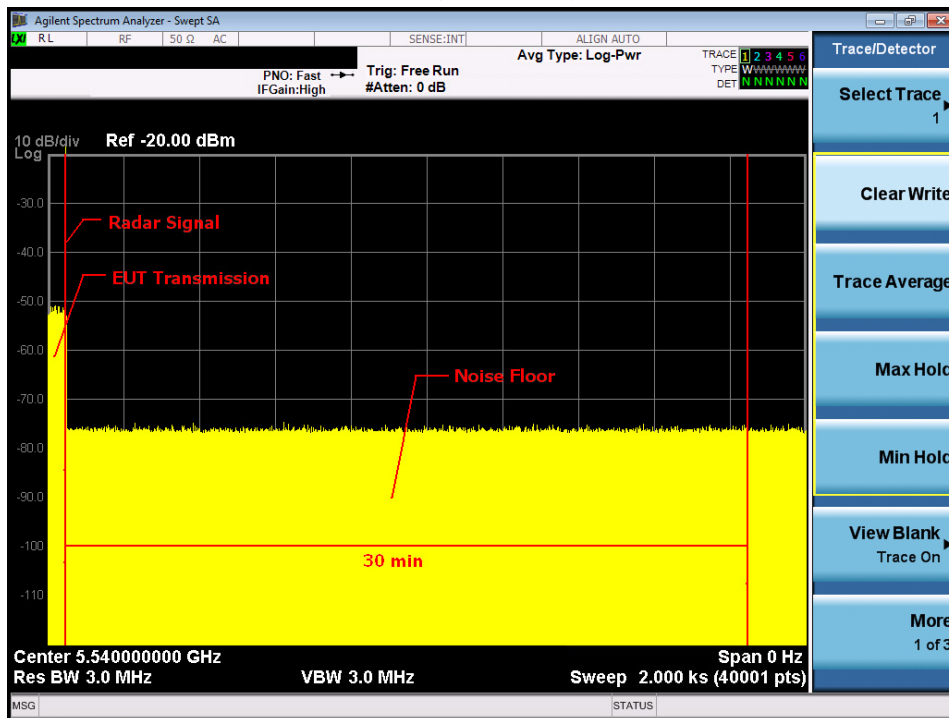 Agilent Spectrum Analyzer - Swept SA
LXI RL RF 50 Ω AC SENSE:INT ALIGN AUTO
PNO: Fast
IFGain:High
Trig: Free Run
#Atten: 0 dB
Avg Type: Log-Pwr
TRACE 1 2 3 4 5 6
TYPE WWWWWW
DET N N N N N N
10 dB/div
Log
Ref -20.00 dBm
-30.0
-40.0
-50.0
-60.0
-70.0
-80.0
-90.0
-100
-110
Radar Signal
EUT Transmission
Noise Floor
30 min
Center 5.540000000 GHz
Span 0 Hz
Res BW 3.0 MHz
VBW 3.0 MHz
Sweep 2.000 ks (40001 pts)
MSG
STATUS
Trace/Detector
Select Trace
1
Clear Write
Trace Average
Max Hold
Min Hold
View Blank
Trace On
More
1 of 3